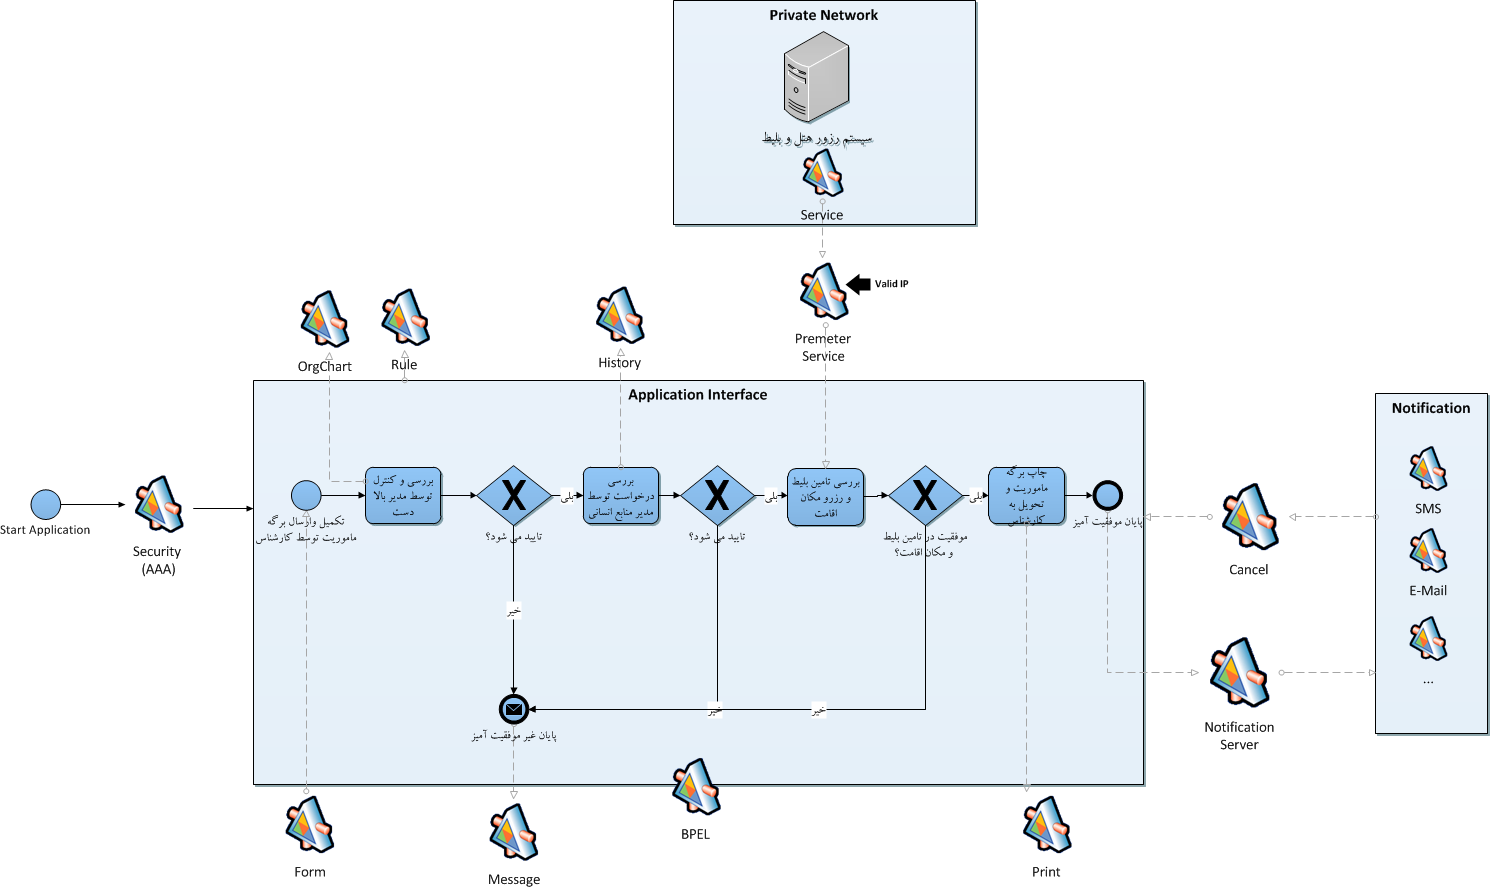 Private Network
سیستم رزور هتل و بلیط
Service
Valid IP
Premeter
Service
OrgChart
Rule
History
Application Interface
Notification
Start Application
Security
(AAA)
تکمیل و ارسال برگه
ماموریت توسط کارشناس
بررسی و کنترل
توسط مدیر بالا
دست
تایید می شود؟
بلی
بررسی
درخواست توسط
مدیر منابع انسانی
تایید می شود؟
بلی
بررسی تامین بلیط
و رزرو مکان
اقامت
موفقیت در تامین بلیط
و مکان اقامت؟
بلی
چاپ برگه
ماموریت و
تحویل به
کارشناس
پایان موفقیت آمیز
خیر
خیر
خیر
پایان غیر موفقیت آمیز
Cancel
SMS
E-Mail
...
Notification
Server
BPEL
Form
Message
Print